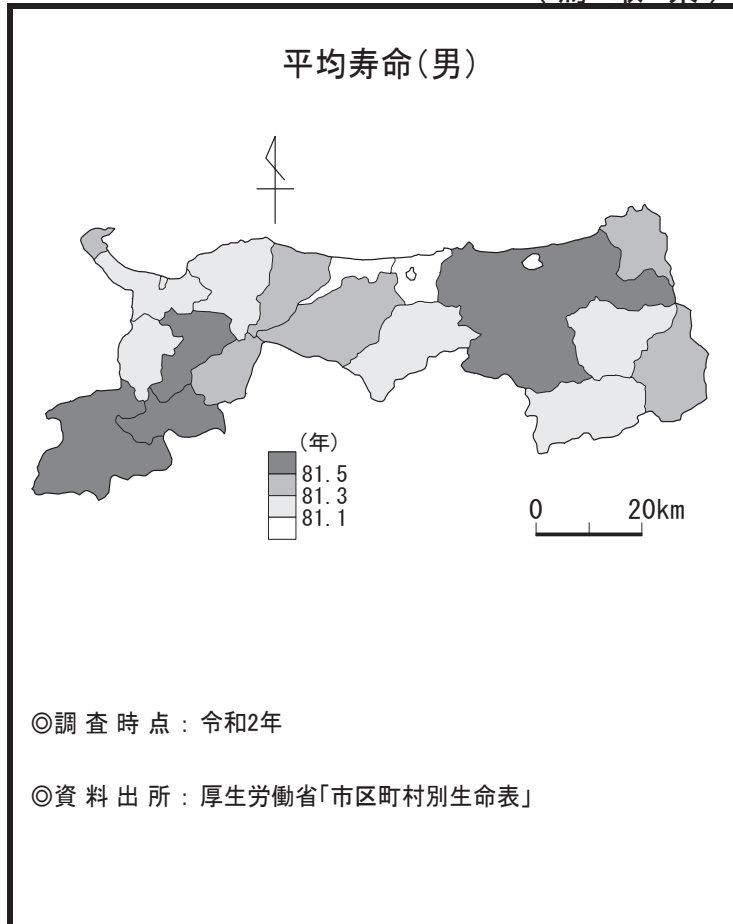 平均寿命(男)
(年)
81.5
81.3
81.1
0 20km
◎調査時点：令和2年
◎資料出所：厚生労働省「市区町村別生命表」